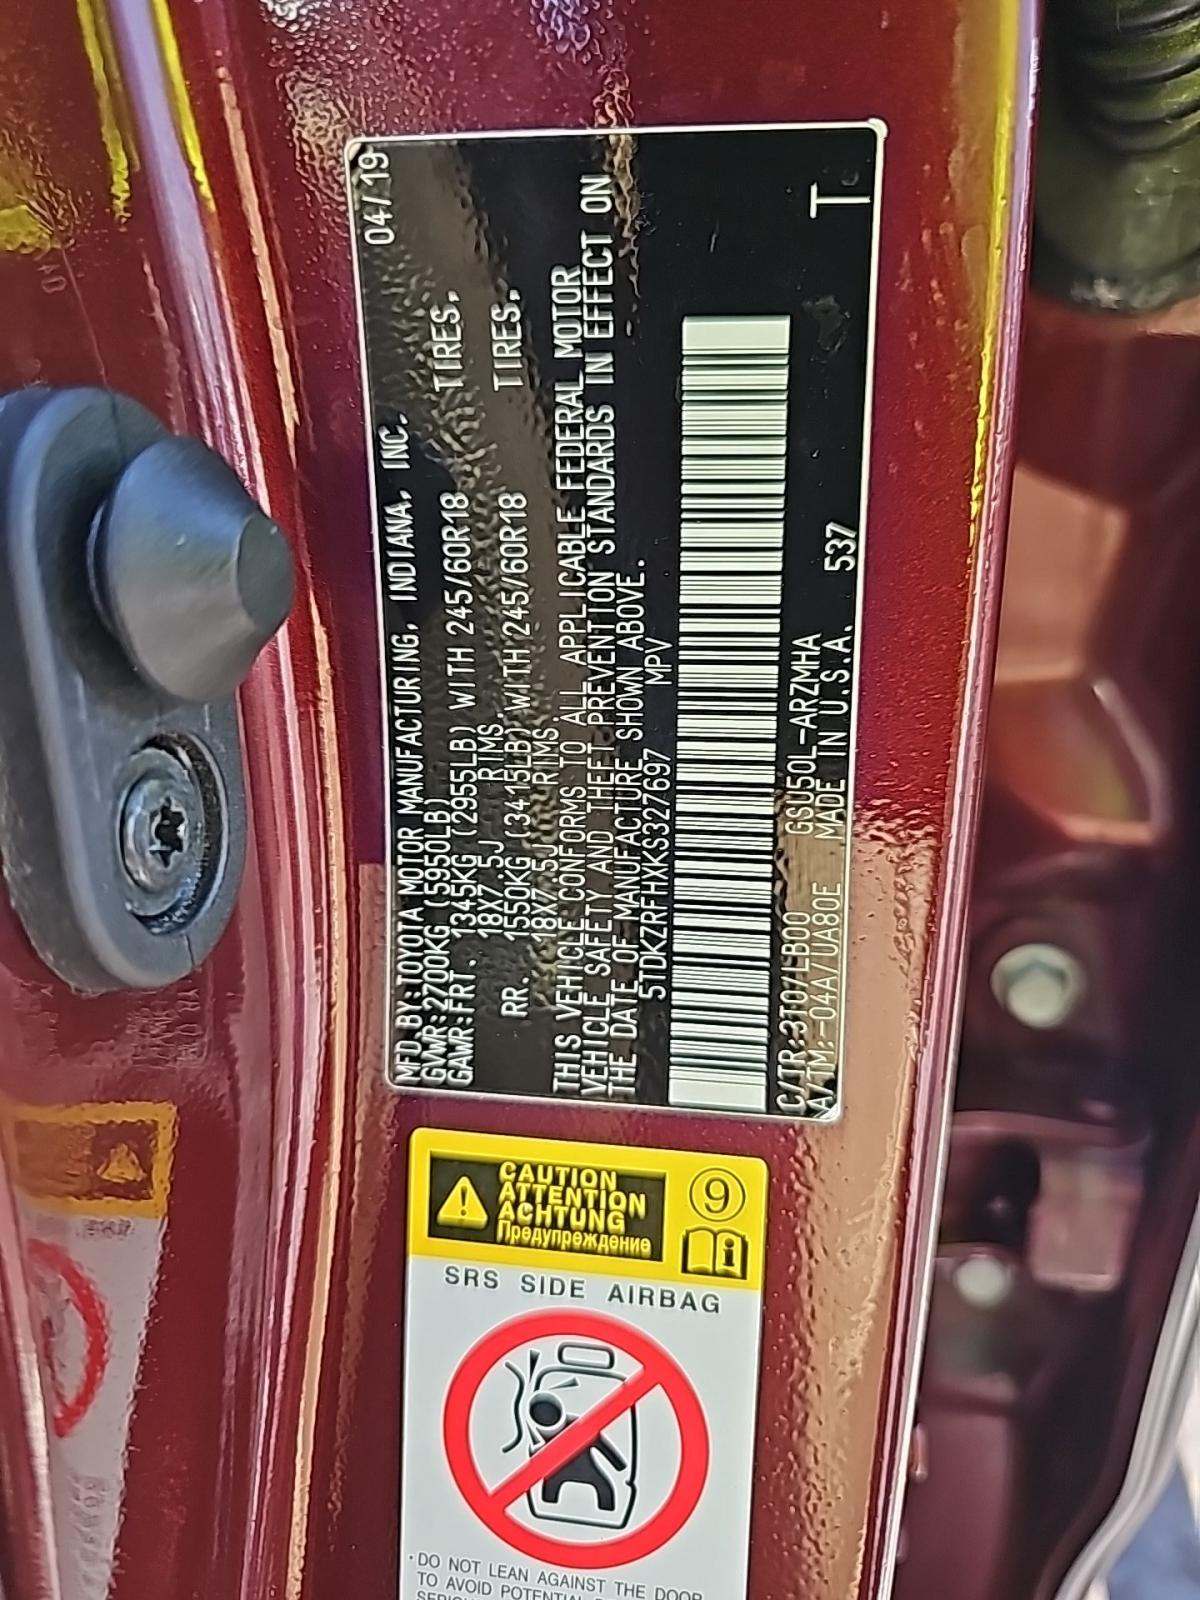 MFD.BY:TOYOTA MOTOR MANUFACTURING, INDIANA, INC. 04/19
GVWR:2700KG (5950LB)
GAWR:FRT. 1345KG (2955LB) WITH 245/60R18 TIRES,
18X7.5J RIMS,
RR. 1550KG (3415LB) WITH 245/60R18 TIRES,
18X7.5J RIMS.
THIS VEHICLE CONFORMS TO ALL APPLICABLE FEDERAL MOTOR
VEHICLE SAFETY AND THEFT PREVENTION STANDARDS IN EFFECT ON
THE DATE OF MANUFACTURE SHOWN ABOVE.
5TDKZRFHXKS327697 MPV
C/TR:3T0/LB00 GSU50L-ARZMHA
A/TM:-04A/UA80E MADE IN U.S.A. 537 T
CAUTION
ATTENTION
ACHTUNG
Предупреждение
9
SRS SIDE AIRBAG
·DO NOT LEAN AGAINST THE DOOR
TO AVOID POTENTIAL